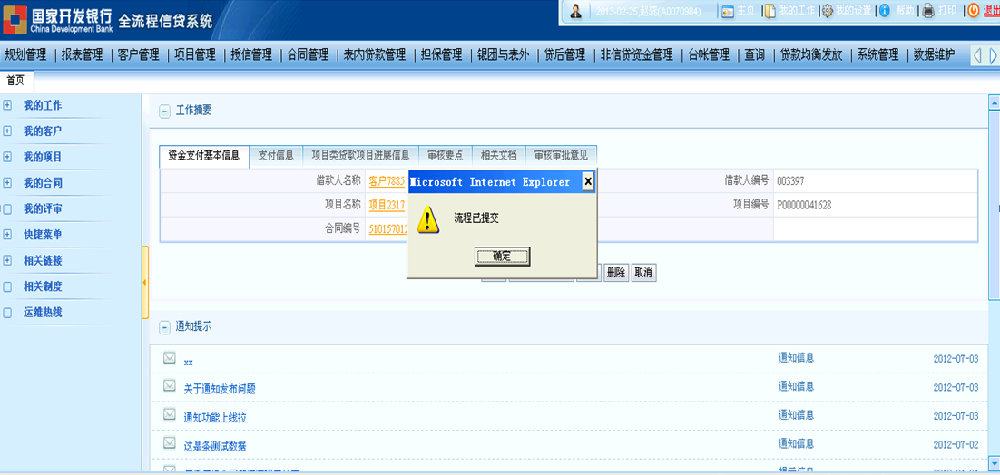 国家开发银行 全流程信贷系统
China Development Bank
2013-02-25, (A0070984) 主页 我的工作 我的设置 帮助 打印 退出
规划管理 | 报表管理 | 客户管理 | 项目管理 | 授信管理 | 合同管理 | 表内贷款管理 | 担保管理 | 银团与表外 | 贷后管理 | 非信贷资金管理 | 台帐管理 | 查询 | 贷款均衡发放 | 系统管理 | 数据维护
首页
我的工作
我的客户
我的项目
我的合同
我的评审
快捷菜单
相关链接
相关制度
运维热线
工作摘要
资金支付基本信息 支付信息 项目类贷款项目进展信息 审核要点 相关文档 审核审批意见
借款人名称 客户7885 借款人编号 003397
项目名称 项目2317 项目编号 P00000041628
合同编号 51015701
Microsoft Internet Explorer
流程已提交
确定
删除 取消
通知提示
xx 通知信息 2012-07-03
关于通知发布问题 通知信息 2012-07-03
通知功能上线拉 通知信息 2012-07-03
这是条测试数据 通知信息 2012-07-02